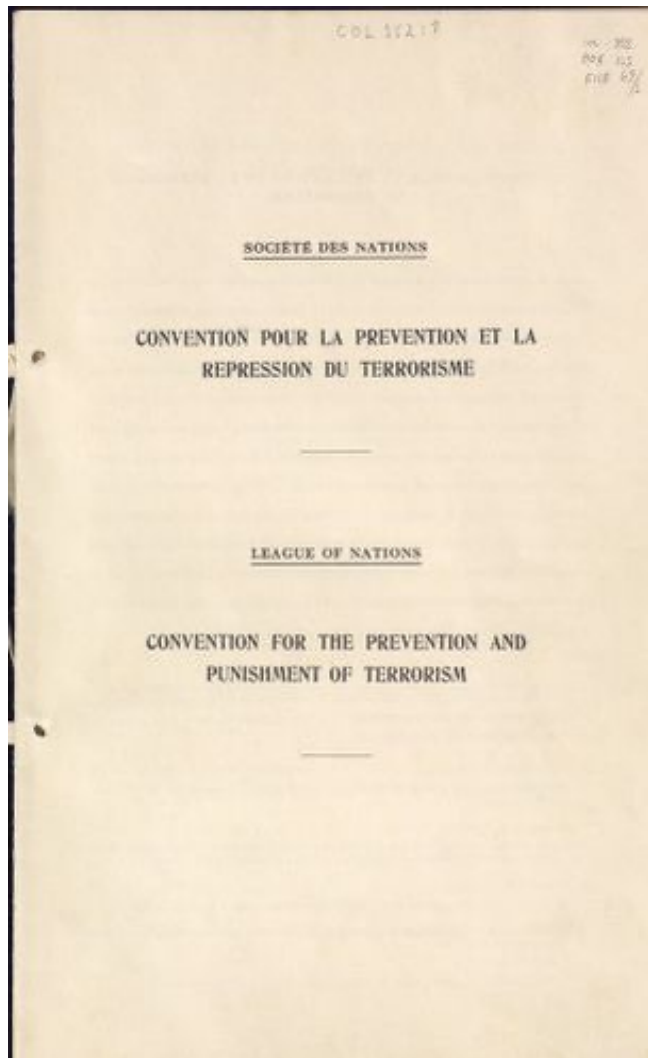 COL
SOCIÉTÉ DES NATIONS
CONVENTION POUR LA PREVENTION ET LA
REPRESSION DU TERRORISME
LEAGUE OF NATIONS
CONVENTION FOR THE PREVENTION AND
PUNISHMENT OF TERRORISM